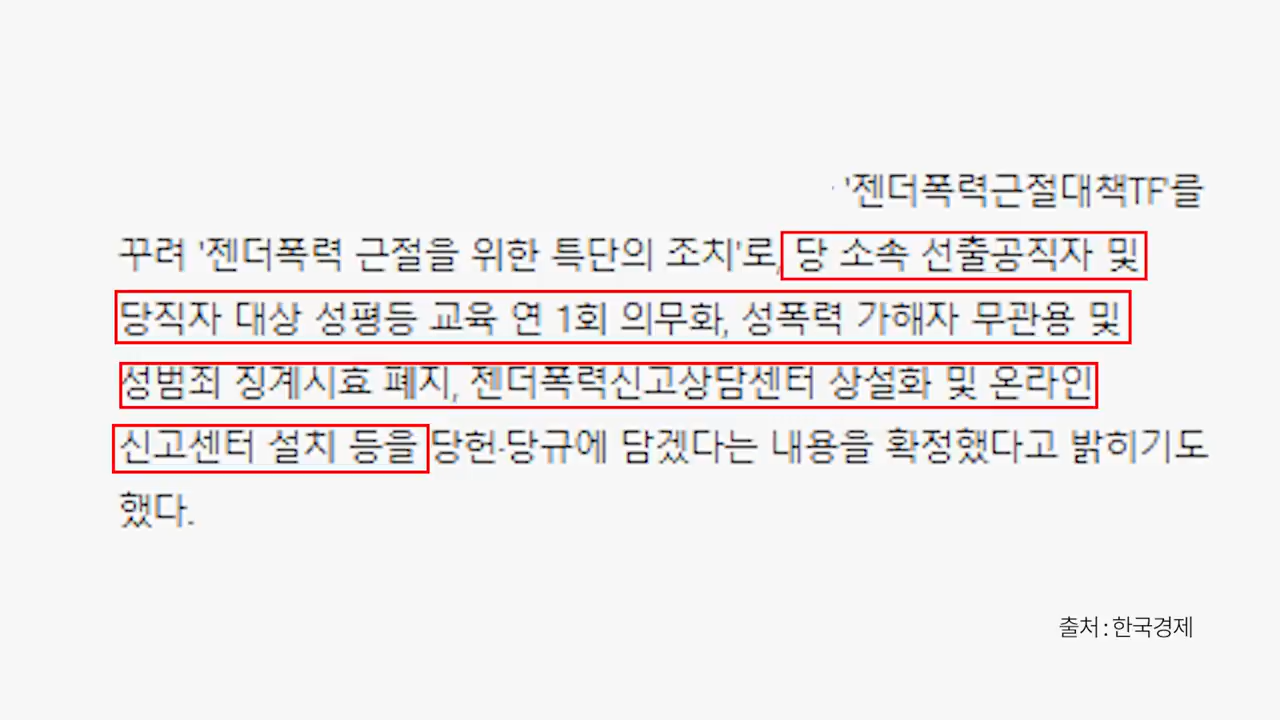 '젠더폭력근절대책TF'를
꾸려 '젠더폭력 근절을 위한 특단의 조치'로, 당 소속 선출공직자 및
당직자 대상 성평등 교육 연 1회 의무화, 성폭력 가해자 무관용 및
성범죄 징계시효 폐지, 젠더폭력신고상담센터 상설화 및 온라인
신고센터 설치 등을 당헌·당규에 담겠다는 내용을 확정했다고 밝히기도
했다.
출처 : 한국경제